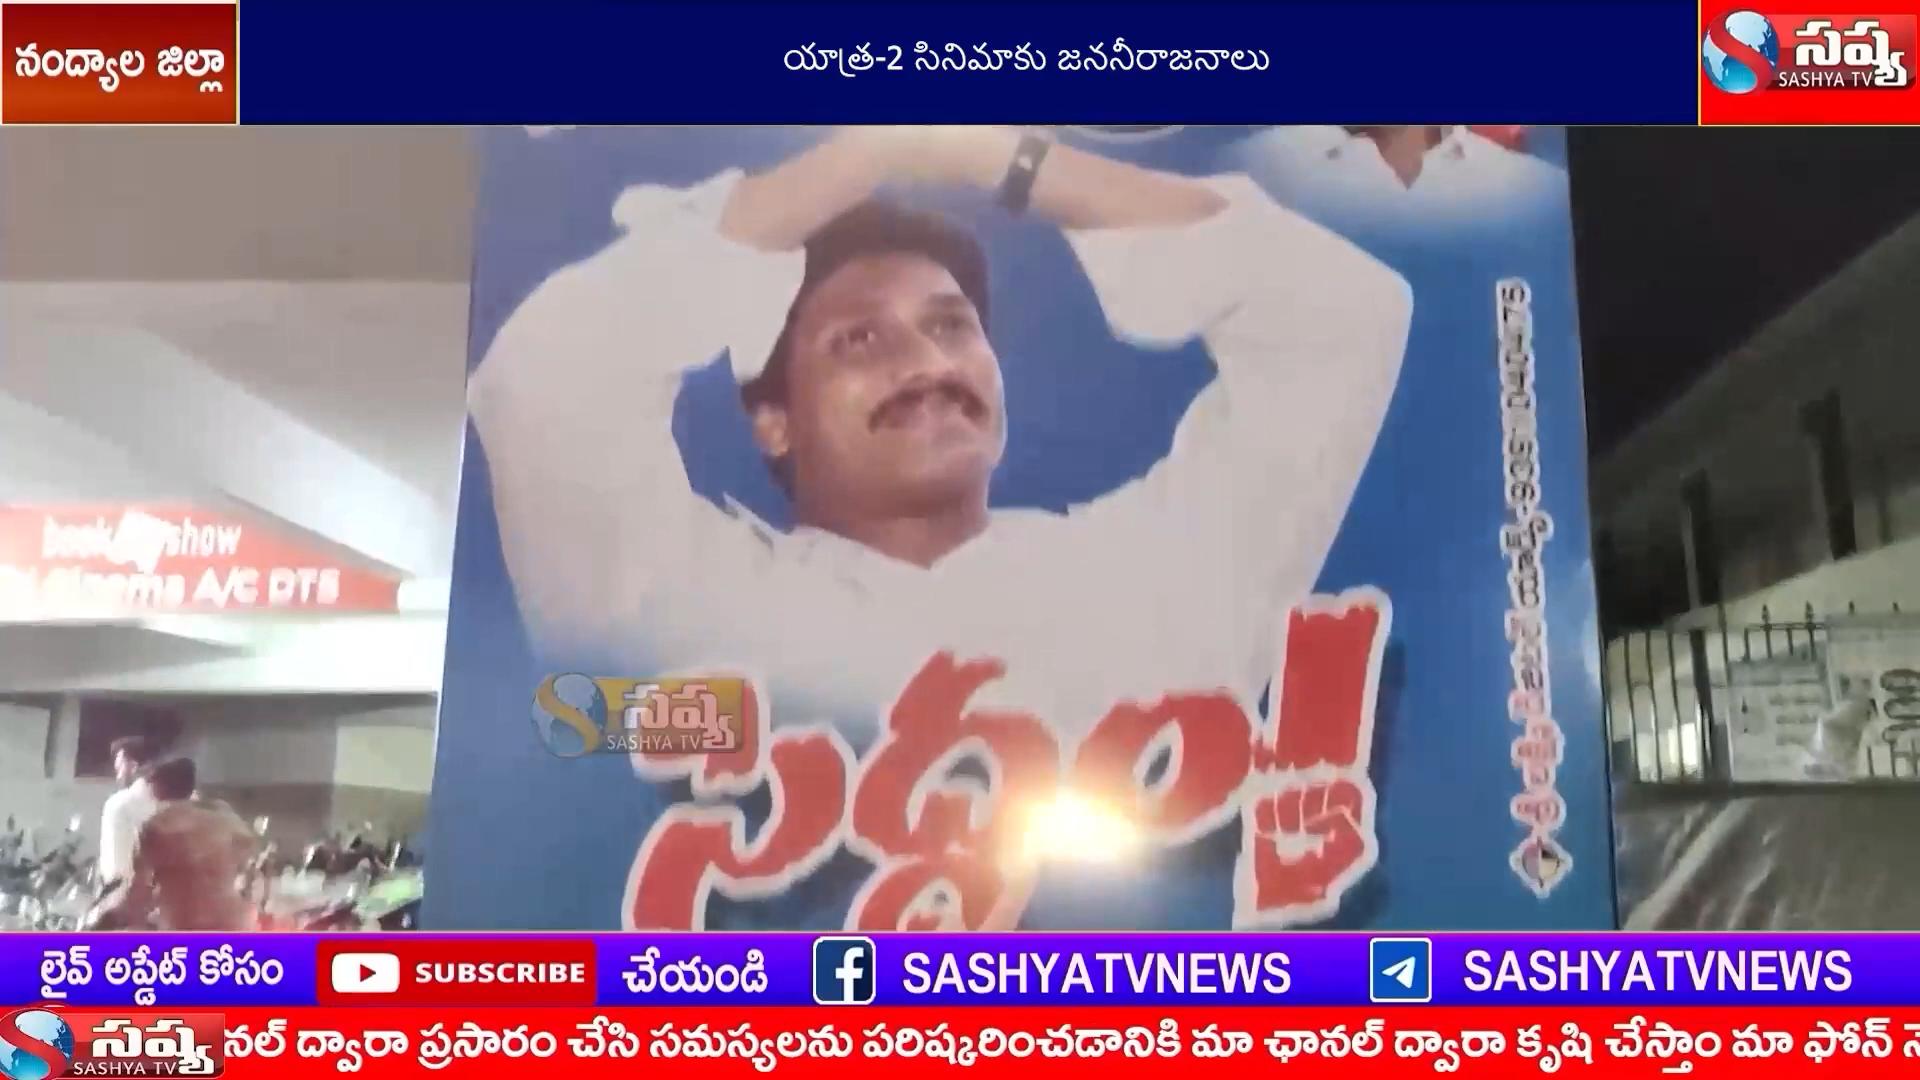 నంద్యాల జిల్లా
యాత్ర-2 సినిమాకు జననీరాజనాలు
సష్య
SASHYA TV
Cinema A/C DTS
సష్య
SASHYA TV
సిద్ధం!
లైవ్ అప్డేట్ కోసం SUBSCRIBE చేయండి SASHYATVNEWS SASHYATVNEWS
సష్య
SASHYA TV
నల్ ద్వారా ప్రసారం చేసి సమస్యలను పరిష్కరించడానికి మా ఛానల్ ద్వారా కృషి చేస్తాం మా ఫోన్